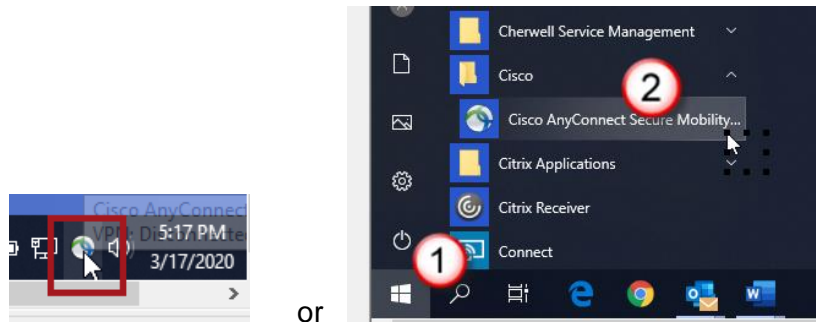 Cisco AnyConnect
VPN: Disconnected
5:17 PM
3/17/2020
or
Cherwell Service Management
Cisco
2
Cisco AnyConnect Secure Mobility...
Citrix Applications
Citrix Receiver
1
Connect